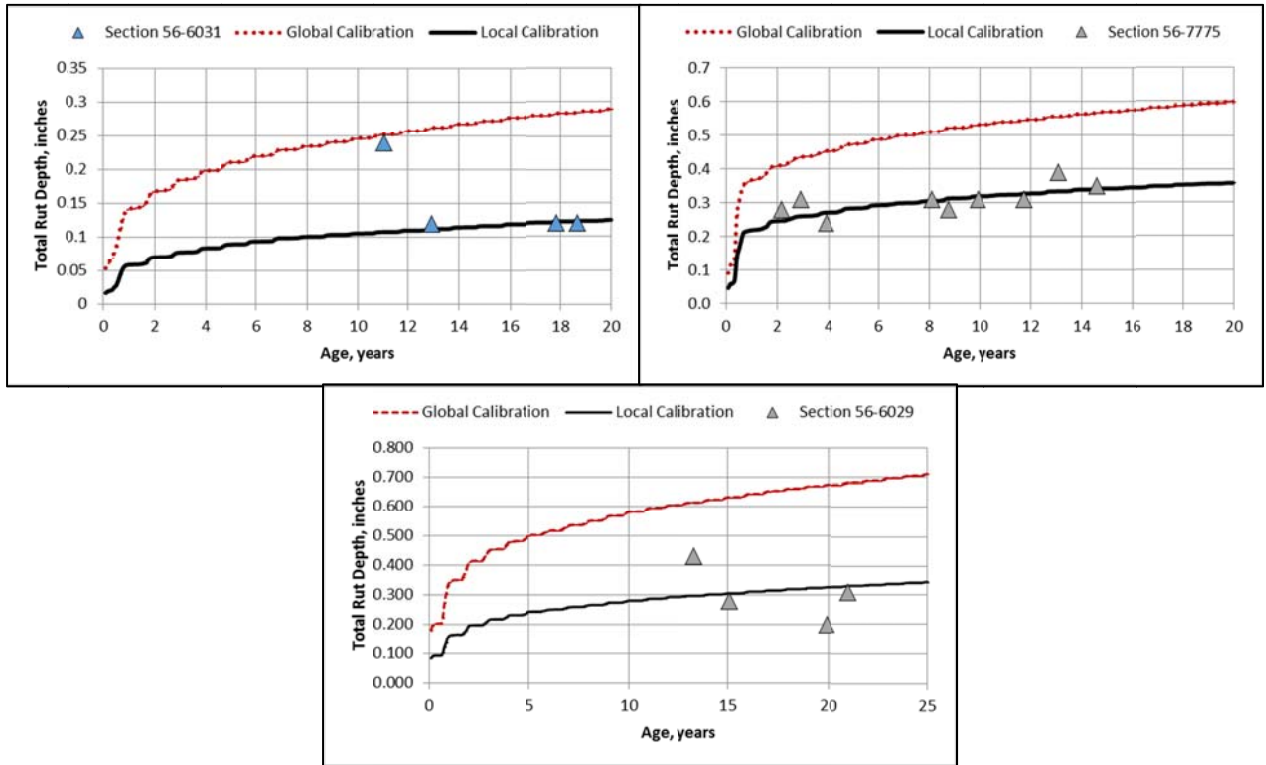 Section 56-6031 Global Calibration Local Calibration
Total Rut Depth, inches
0.35
0.3
0.25
0.2
0.15
0.1
0.05
0
0 2 4 6 8 10 12 14 16 18 20
Age, years
Global Calibration Local Calibration Section 56-7775
Total Rut Depth, inches
0.7
0.6
0.5
0.4
0.3
0.2
0.1
0.0
0 2 4 6 8 10 12 14 16 18 20
Age, years
Global Calibration Local Calibration Section 56-6029
Total Rut Depth, inches
0.800
0.700
0.600
0.500
0.400
0.300
0.200
0.100
0.000
0 5 10 15 20 25
Age, years